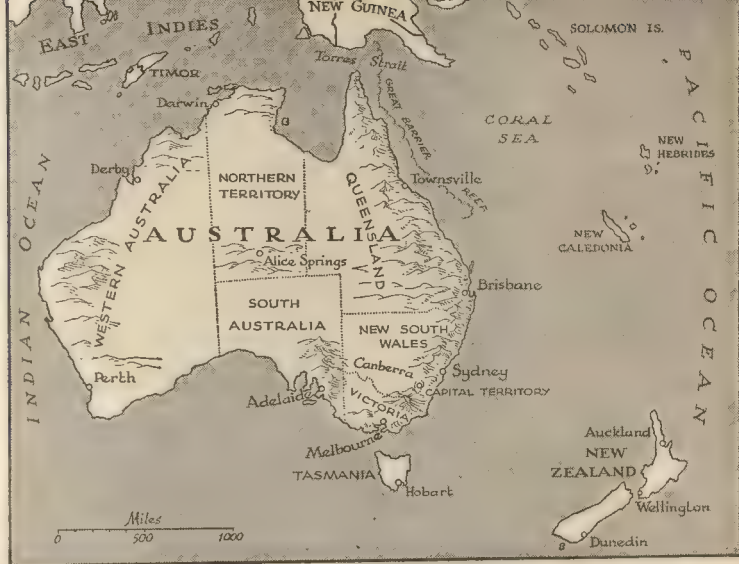 NEW GUINEA
EAST INDIES
SOLOMON IS.
Torres Strait
TIMOR
Darwin
GREAT BARRIER REEF
CORAL
SEA
PACIFIC OCEAN
NEW
HEBRIDES
Derby
NORTHERN
TERRITORY
Townsville
INDIAN OCEAN
WESTERN AUSTRALIA
QUEENSLAND
AUSTRALIA
NEW
CALEDONIA
Alice Springs
Brisbane
SOUTH
AUSTRALIA
NEW SOUTH
WALES
Perth
Canberra
Sydney
CAPITAL TERRITORY
Adelaide
VICTORIA
Melbourne
Auckland
NEW
ZEALAND
TASMANIA
Hobart
Wellington
Dunedin
Miles
0 500 1000